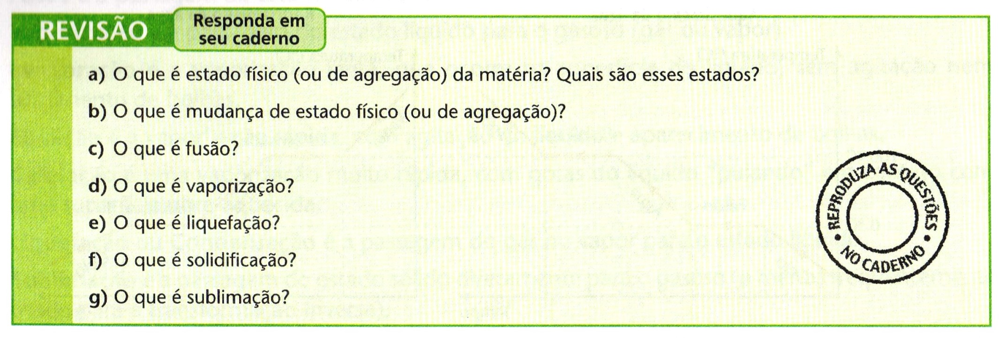 REVISÃO
Responda em
seu caderno
a) O que é estado físico (ou de agregação) da matéria? Quais são esses estados?
b) O que é mudança de estado físico (ou de agregação)?
c) O que é fusão?
d) O que é vaporização?
e) O que é liquefação?
f) O que é solidificação?
g) O que é sublimação?
• REPRODUZA AS QUESTÕES •
NO CADERNO